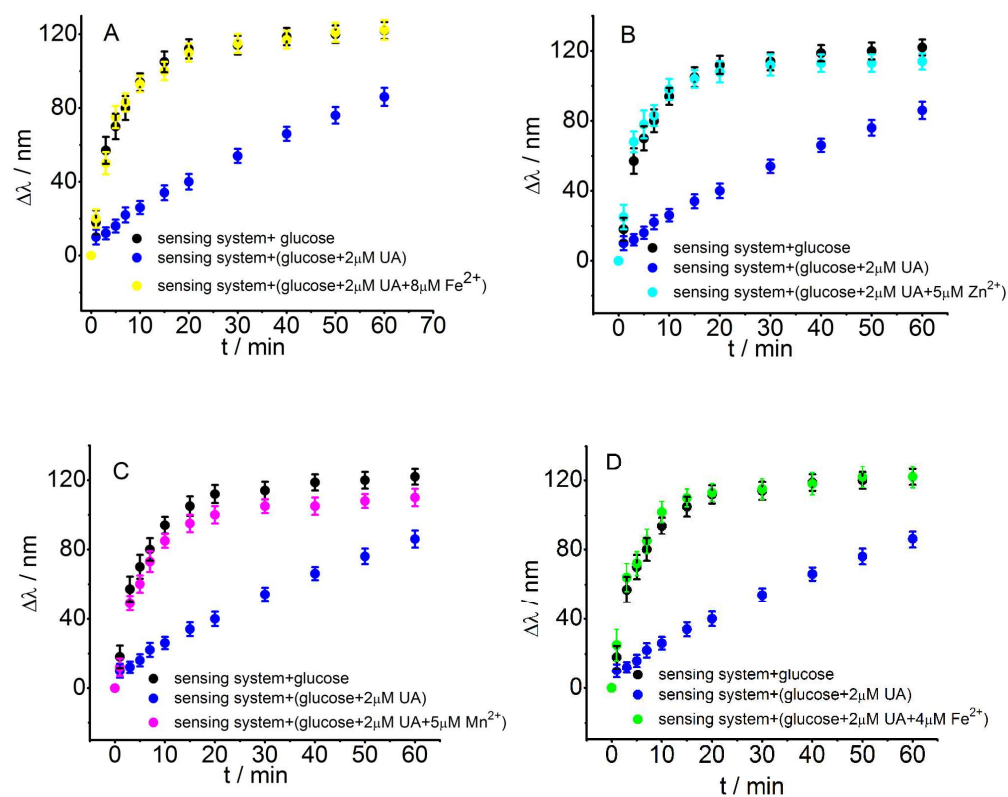 A
120
80
40
0
Δλ / nm
sensing system+ glucose
sensing system+(glucose+2μM UA)
sensing system+(glucose+2μM UA+8μM Fe²⁺)
0 10 20 30 40 50 60 70
t / min
B
120
80
40
0
Δλ / nm
sensing system+glucose
sensing system+(glucose+2μM UA)
sensing system+(glucose+2μM UA+5μM Zn²⁺)
0 10 20 30 40 50 60
t / min
C
120
80
40
0
Δλ / nm
sensing system+glucose
sensing system+(glucose+2μM UA)
sensing system+(glucose+2μM UA+5μM Mn²⁺)
0 10 20 30 40 50 60
t / min
D
120
80
40
0
Δλ / nm
sensing system+glucose
sensing system+(glucose+2μM UA)
sensing system+(glucose+2μM UA+4μM Fe²⁺)
0 10 20 30 40 50 60
t / min